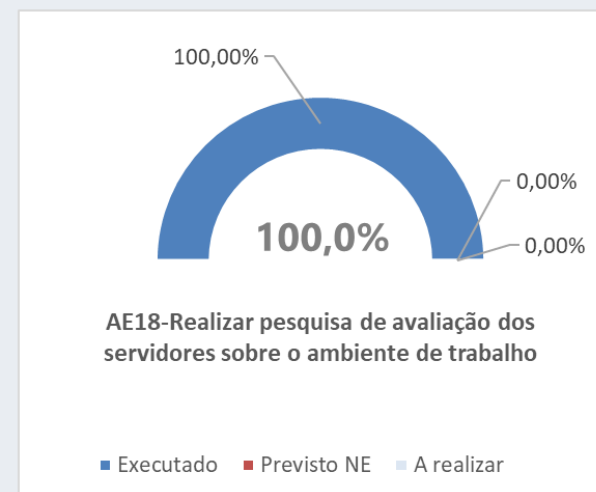 100,00%
0,00%
0,00%
100,0%
AE18-Realizar pesquisa de avaliação dos
servidores sobre o ambiente de trabalho
Executado Previsto NE A realizar